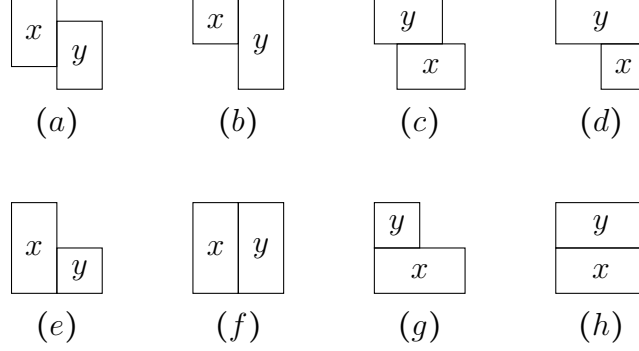 x y x y y x y x
(a) (b) (c) (d)
x y x y y x y x
(e) (f) (g) (h)